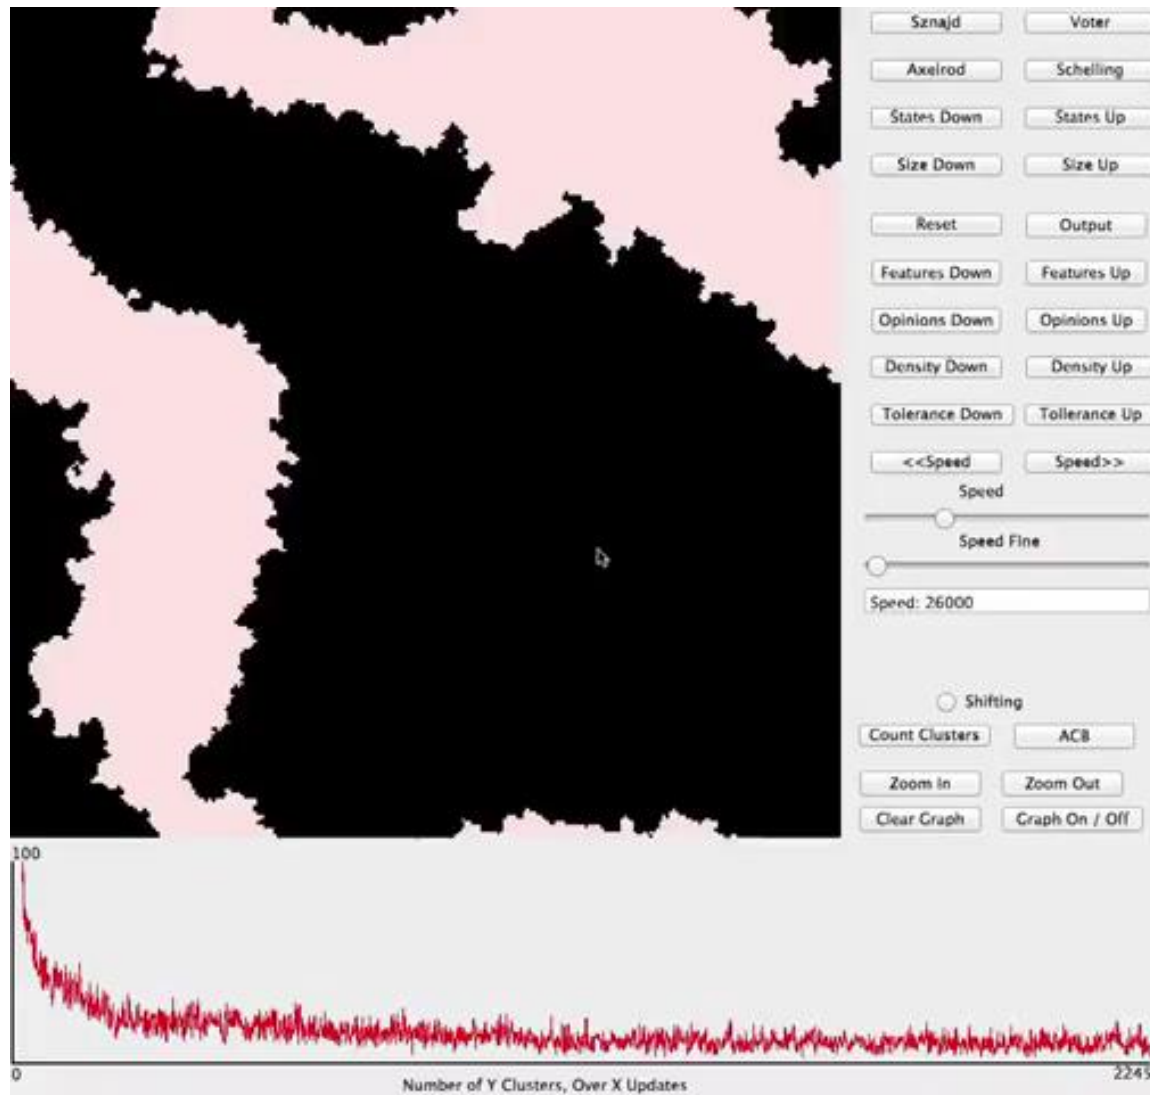 Sznajd Voter
Axelrod Schelling
States Down States Up
Size Down Size Up
Reset Output
Features Down Features Up
Opinions Down Opinions Up
Density Down Density Up
Tolerance Down Tollerance Up
<<Speed Speed>>
Speed
Speed Fine
Speed: 26000
Shifting
Count Clusters ACB
Zoom In Zoom Out
Clear Graph Graph On / Off
100
0 2245
Number of Y Clusters, Over X Updates